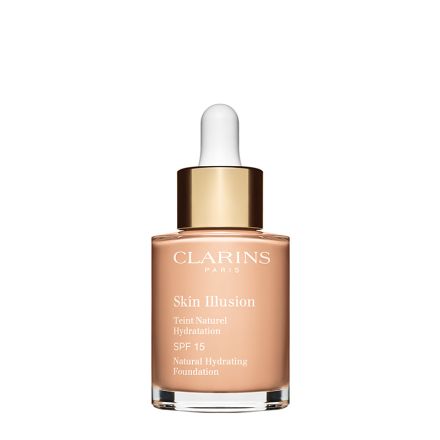 CLARINS
PARIS
Skin Illusion
Teint Naturel
Hydratation
SPF 15
Natural Hydrating
Foundation